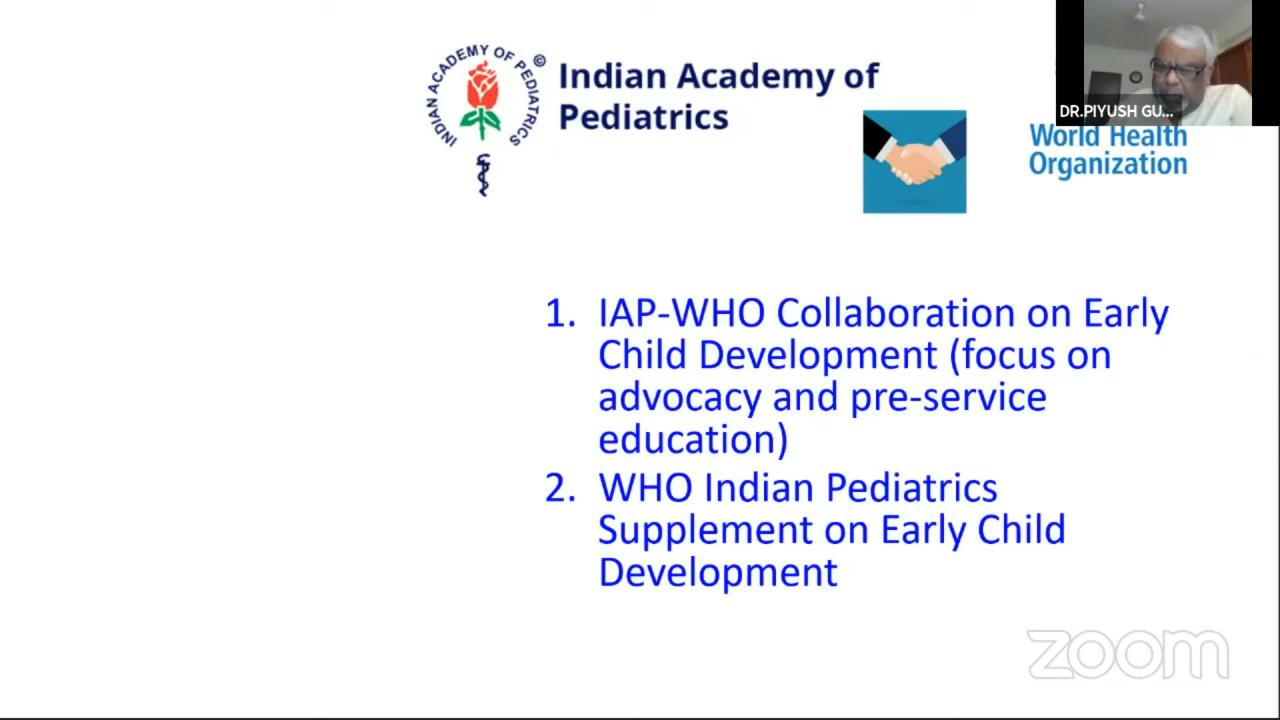 INDIAN ACADEMY OF PEDIATRICS
©
Indian Academy of
Pediatrics
DR.PIYUSH GU...
World Health
Organization
1. IAP-WHO Collaboration on Early
Child Development (focus on
advocacy and pre-service
education)
2. WHO Indian Pediatrics
Supplement on Early Child
Development
zoom